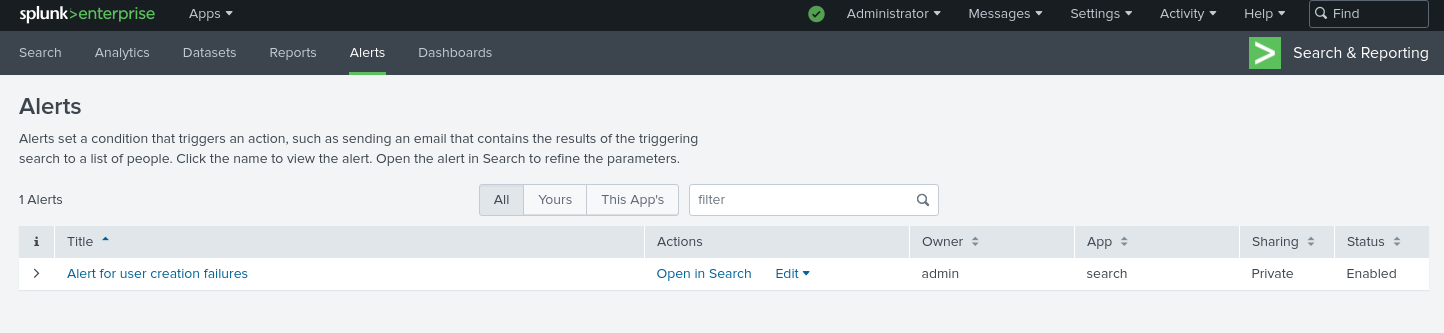 splunk>enterprise Apps Administrator Messages Settings Activity Help Find
Search Analytics Datasets Reports Alerts Dashboards Search & Reporting
Alerts
Alerts set a condition that triggers an action, such as sending an email that contains the results of the triggering
search to a list of people. Click the name to view the alert. Open the alert in Search to refine the parameters.
1 Alerts All Yours This App's filter
i Title Actions Owner App Sharing Status
Alert for user creation failures Open in Search Edit admin search Private Enabled